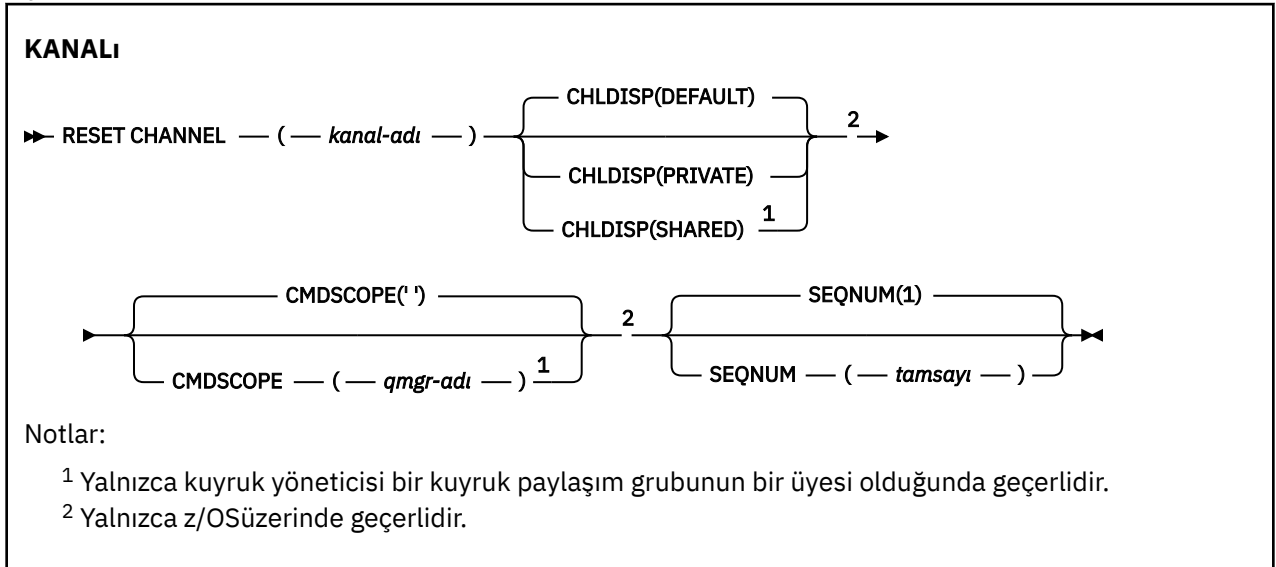 KANALı
CHLDISP(DEFAULT)
RESET CHANNEL ( kanal-adı ) 2
CHLDISP(PRIVATE)
CHLDISP(SHARED) 1
CMDSCOPE(' ') SEQNUM(1)
2
CMDSCOPE ( qmgr-adı ) 1 SEQNUM ( tamsayı )
Notlar:
1 Yalnızca kuyruk yöneticisi bir kuyruk paylaşım grubunun bir üyesi olduğunda geçerlidir.
2 Yalnızca z/OSüzerinde geçerlidir.